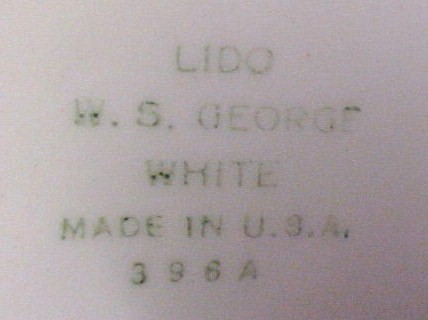 LIDO
W. S. GEORGE
WHITE
MADE IN U.S.A.
396A